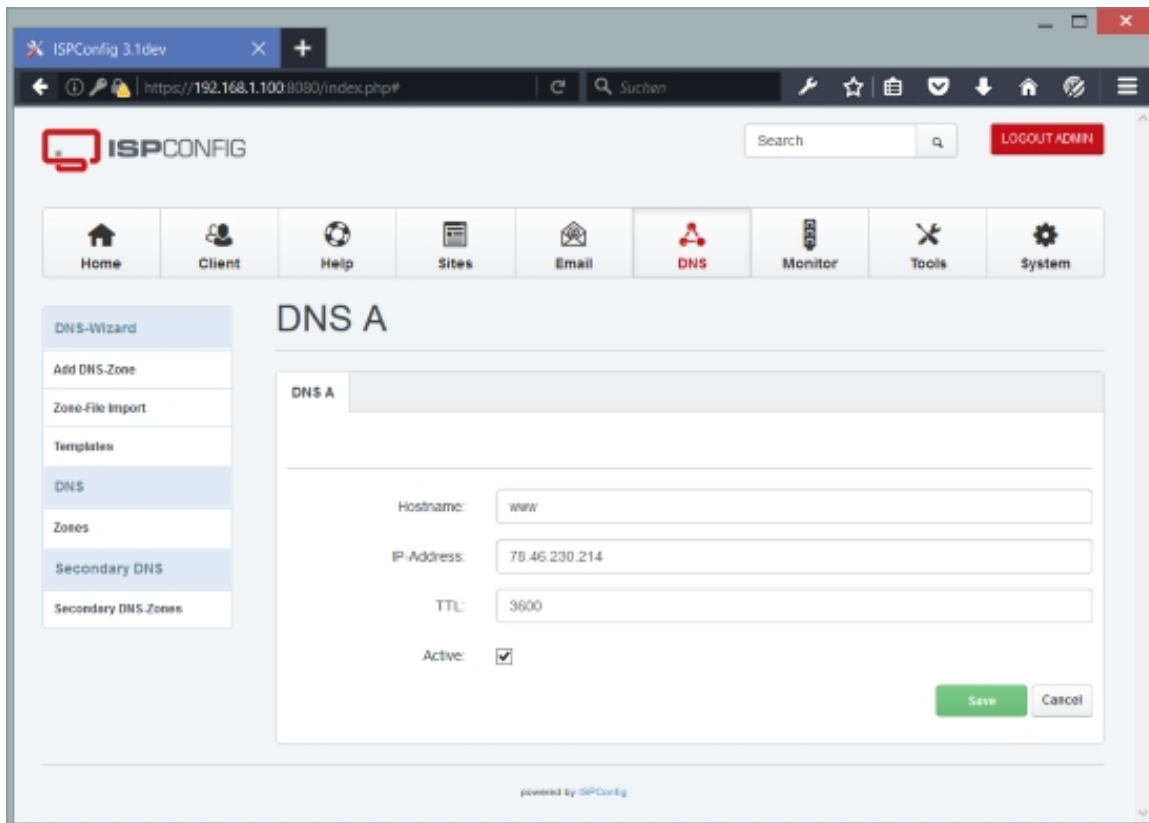 ISPConfig 3.1dev
https://192.168.1.100:8080/index.php#
Suchen
ISPCONFIG
Search
LOGOUT ADMIN
Home
Client
Help
Sites
Email
DNS
Monitor
Tools
System
DNS-Wizard
Add DNS-Zone
Zone-File Import
Templates
DNS
Zones
Secondary DNS
Secondary DNS-Zones
DNS A
DNS A
Hostname: www
IP-Address: 78.46.230.214
TTL: 3600
Active:
Save Cancel
powered by ISPConfig